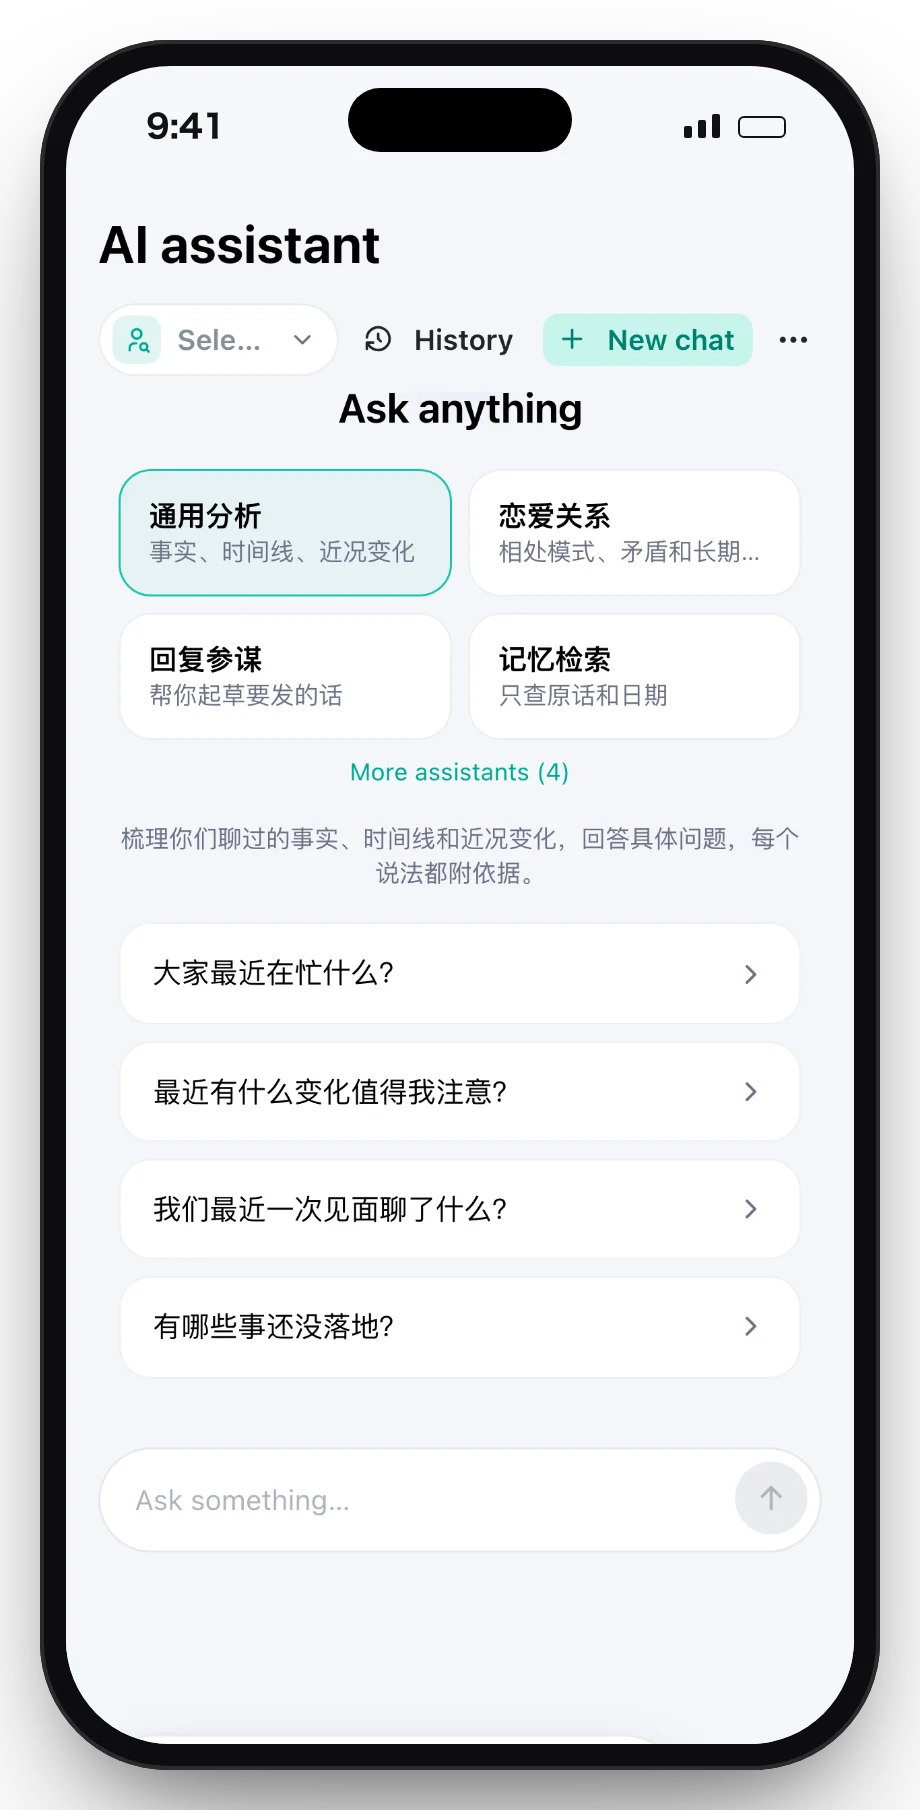 9:41
AI assistant
Sele...
History
New chat
Ask anything
通用分析
事实、时间线、近况变化
恋爱关系
相处模式、矛盾和长期...
回复参谋
帮你起草要发的话
记忆检索
只查原话和日期
More assistants (4)
梳理你们聊过的事实、时间线和近况变化，回答具体问题，每个
说法都附依据。
大家最近在忙什么?
最近有什么变化值得我注意?
我们最近一次见面聊了什么?
有哪些事还没落地?
Ask something...